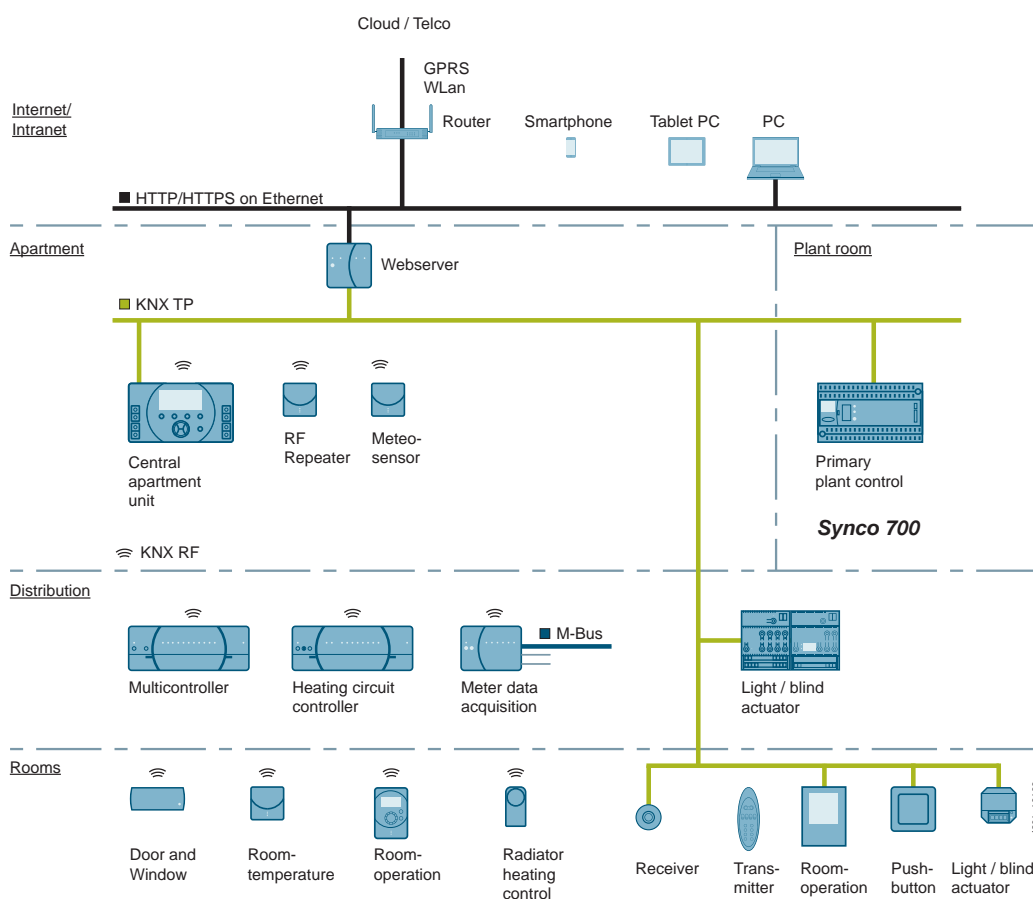 Cloud / Telco
GPRS
WLan
Internet/
Intranet
Router
Smartphone
Tablet PC
PC
HTTP/HTTPS on Ethernet
Apartment
Webserver
Plant room
KNX TP
Central
apartment
unit
RF
Repeater
Meteo-
sensor
Primary
plant control
Synco 700
KNX RF
Distribution
M-Bus
Multicontroller
Heating circuit
controller
Meter data
acquisition
Light / blind
actuator
Rooms
Door and
Window
Room-
temperature
Room-
operation
Radiator
heating
control
Receiver
Trans-
mitter
Room-
operation
Push-
button
Light / blind
actuator